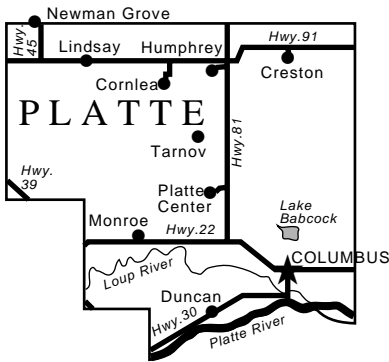 Newman Grove
Hwy. 45
Lindsay
Humphrey
Hwy.91
Cornlea
Creston
PLATTE
Tarnov
Hwy.81
Hwy. 39
Platte Center
Monroe
Hwy.22
Lake Babcock
COLUMBUS
Loup River
Duncan
Hwy.30
Platte River